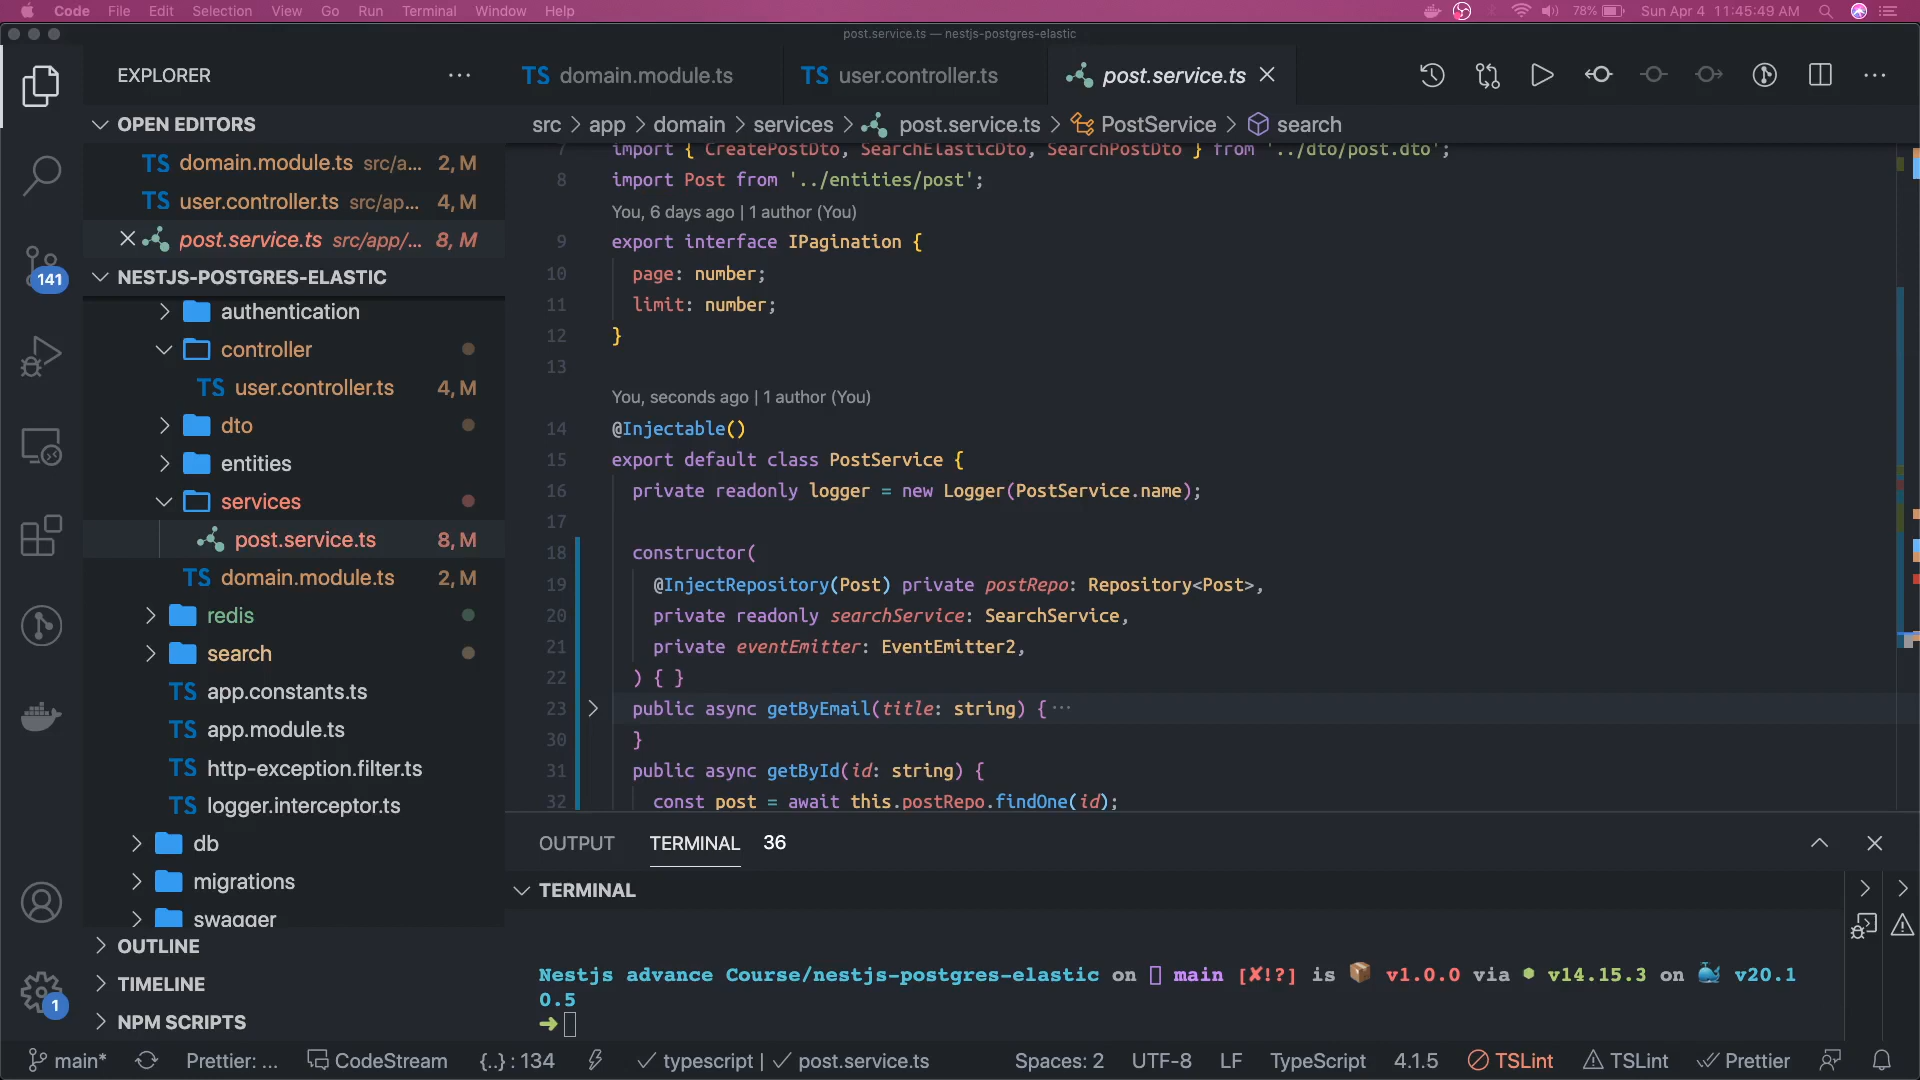 Code File Edit Selection View Go Run Terminal Window Help 78% Sun Apr 4 11:45:49 AM
post.service.ts — nestjs-postgres-elastic
EXPLORER
TS domain.module.ts
TS user.controller.ts
post.service.ts
OPEN EDITORS
TS domain.module.ts src/a... 2, M
TS user.controller.ts src/ap... 4, M
post.service.ts src/app/... 8, M
NESTJS-POSTGRES-ELASTIC
authentication
controller
TS user.controller.ts 4, M
dto
entities
services
post.service.ts 8, M
TS domain.module.ts 2, M
redis
search
TS app.constants.ts
TS app.module.ts
TS http-exception.filter.ts
TS logger.interceptor.ts
db
migrations
swagger
OUTLINE
TIMELINE
NPM SCRIPTS
141
1
src > app > domain > services > post.service.ts > PostService > search
7 import { CreatePostDto, SearchElasticDto, SearchPostDto } from '../dto/post.dto';
8 import Post from '../entities/post';
You, 6 days ago | 1 author (You)
9 export interface IPagination {
10 page: number;
11 limit: number;
12 }
13
You, seconds ago | 1 author (You)
14 @Injectable()
15 export default class PostService {
16 private readonly logger = new Logger(PostService.name);
17
18 constructor(
19 @InjectRepository(Post) private postRepo: Repository<Post>,
20 private readonly searchService: SearchService,
21 private eventEmitter: EventEmitter2,
22 ) { }
23 public async getByEmail(title: string) { ···
30 }
31 public async getById(id: string) {
32 const post = await this.postRepo.findOne(id);
OUTPUT TERMINAL 36
TERMINAL
Nestjs advance Course/nestjs-postgres-elastic on main [✘!?] is 📦 v1.0.0 via ⬢ v14.15.3 on 🐳 v20.1
0.5
➜
main* Prettier: ... CodeStream {..} : 134 typescript | post.service.ts Spaces: 2 UTF-8 LF TypeScript 4.1.5 TSLint TSLint Prettier